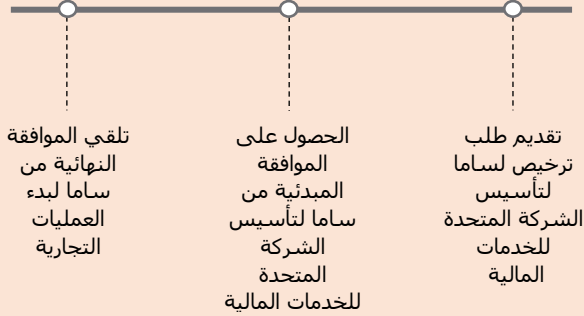 تقديم طلب
ترخيص لساما
لتأسيس
الشركة المتحدة
للخدمات
المالية
الحصول على
الموافقة
المبدئية من
ساما لتأسيس
الشركة
المتحدة
للخدمات المالية
تلقي الموافقة
النهائية من
ساما لبدء
العمليات
التجارية